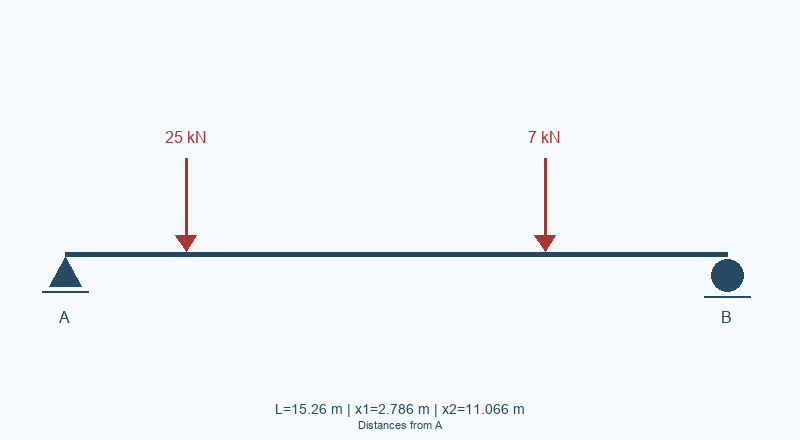 25 kN
7 kN
A
B
L=15.26 m | x1=2.786 m | x2=11.066 m
Distances from A